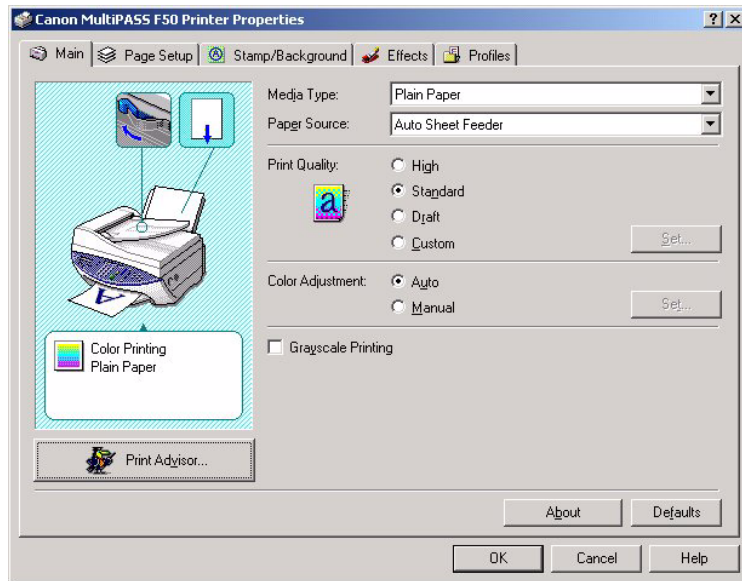 Canon MultiPASS F50 Printer Properties
Main Page Setup Stamp/Background Effects Profiles
Media Type: Plain Paper
Paper Source: Auto Sheet Feeder
Print Quality: High
Standard
Draft
Custom Set...
Color Adjustment: Auto
Manual Set...
Color Printing
Plain Paper
Grayscale Printing
Print Advisor...
About Defaults
OK Cancel Help